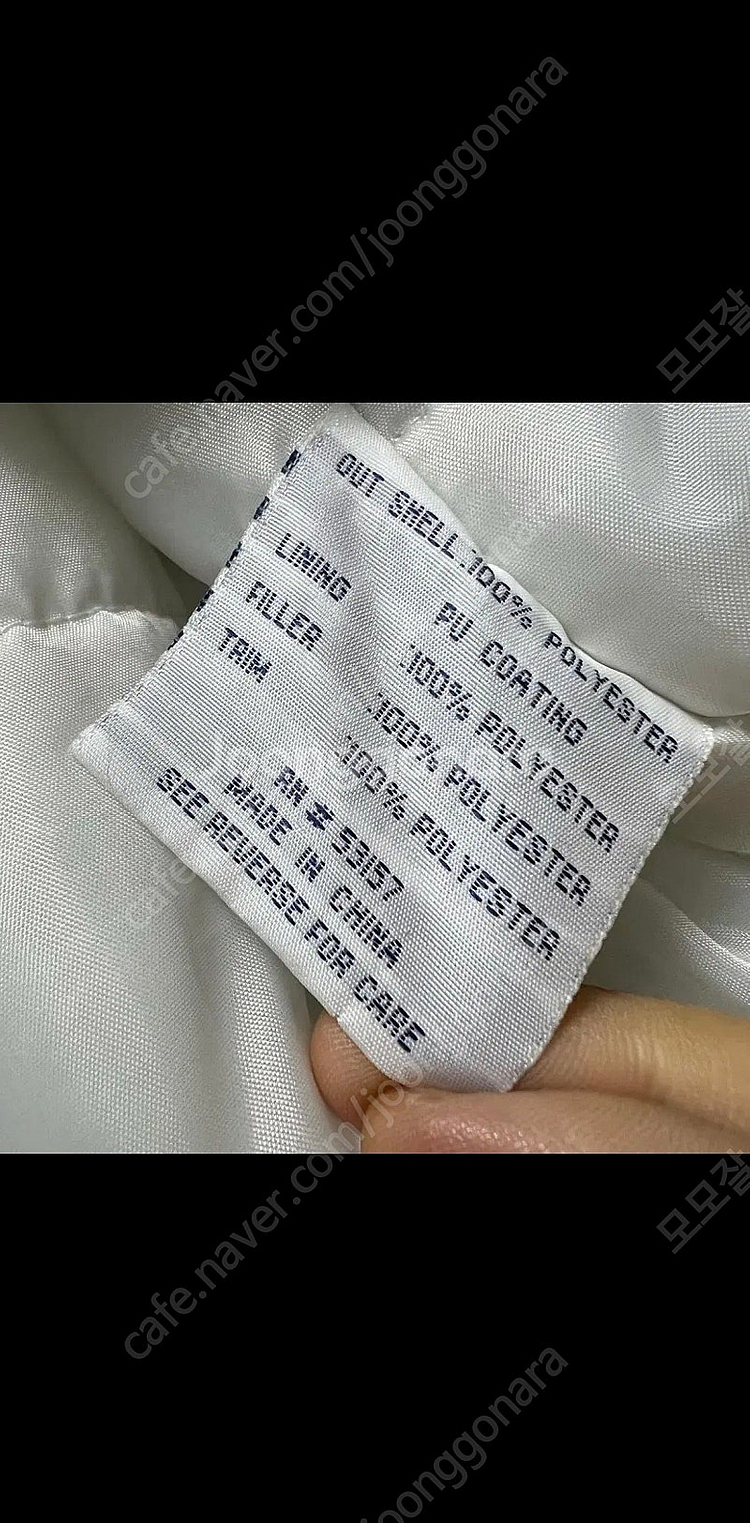 OUT SHELL:100% POLYESTER
PU COATING
LINING :100% POLYESTER
FILLER :100% POLYESTER
TRIM :100% POLYESTER
RN # 53157
MADE IN CHINA
SEE REVERSE FOR CARE
cafe.naver.com/joonggonara
cafe.naver.com/joonggonara
모모잘
모모잘